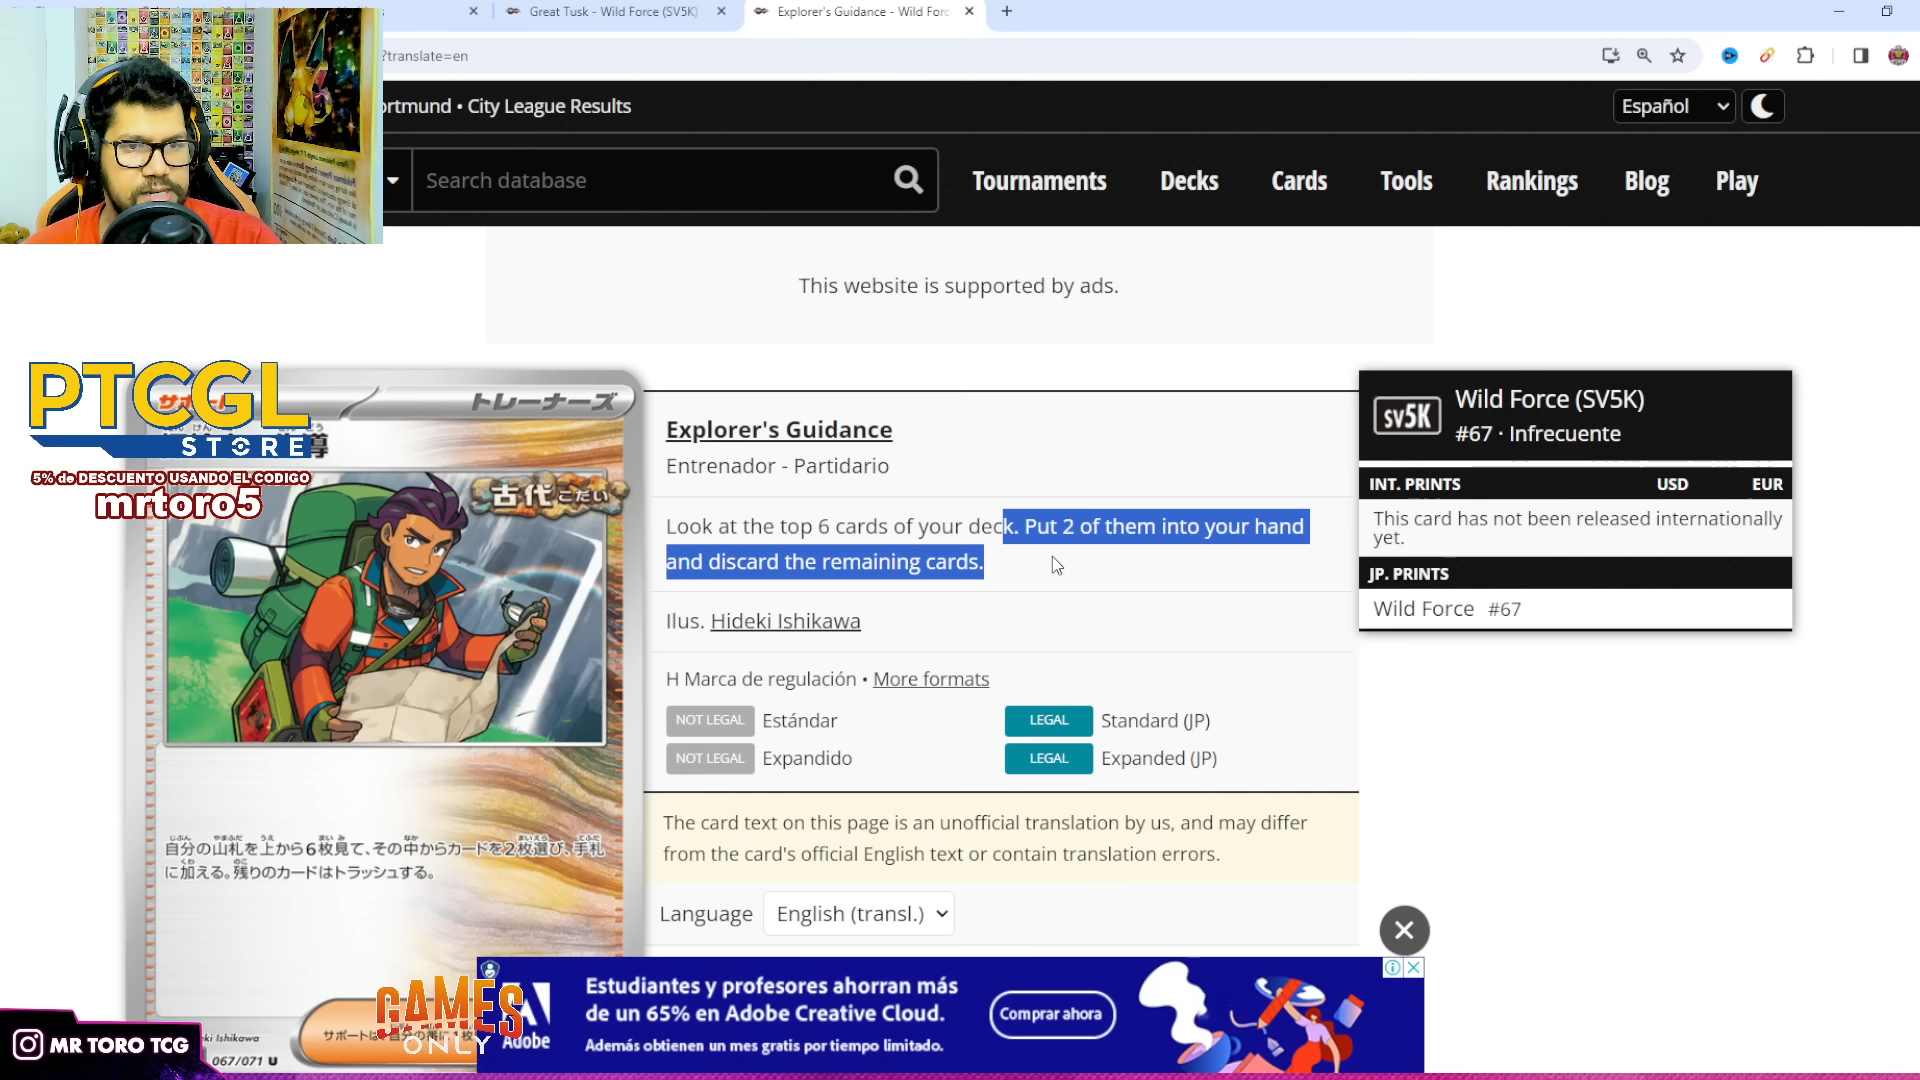 Great Tusk - Wild Force (SV5K)
Explorer's Guidance - Wild Forc
?translate=en
ortmund • City League Results
Español
Search database
Tournaments
Decks
Cards
Tools
Rankings
Blog
Play
This website is supported by ads.
PTCGL
STORE
5% de DESCUENTO USANDO EL CODIGO
mrtoro5
トレーナーズ
古代
こだい
Explorer's Guidance
Entrenador - Partidario
Look at the top 6 cards of your deck. Put 2 of them into your hand
and discard the remaining cards.
Ilus. Hideki Ishikawa
H Marca de regulación • More formats
NOT LEGAL Estándar
LEGAL Standard (JP)
NOT LEGAL Expandido
LEGAL Expanded (JP)
The card text on this page is an unofficial translation by us, and may differ
from the card's official English text or contain translation errors.
Language English (transl.)
SV5K
Wild Force (SV5K)
#67 · Infrecuente
INT. PRINTS USD EUR
This card has not been released internationally
yet.
JP. PRINTS
Wild Force #67
自分の山札を上から6枚見て、その中からカードを2枚選び、手札
に加える。残りのカードはトラッシュする。
GAMES
ONLY
MR TORO TCG
ki Ishikawa
067/071 U
Adobe
Estudiantes y profesores ahorran más
de un 65% en Adobe Creative Cloud.
Además obtienen un mes gratis por tiempo limitado.
Comprar ahora